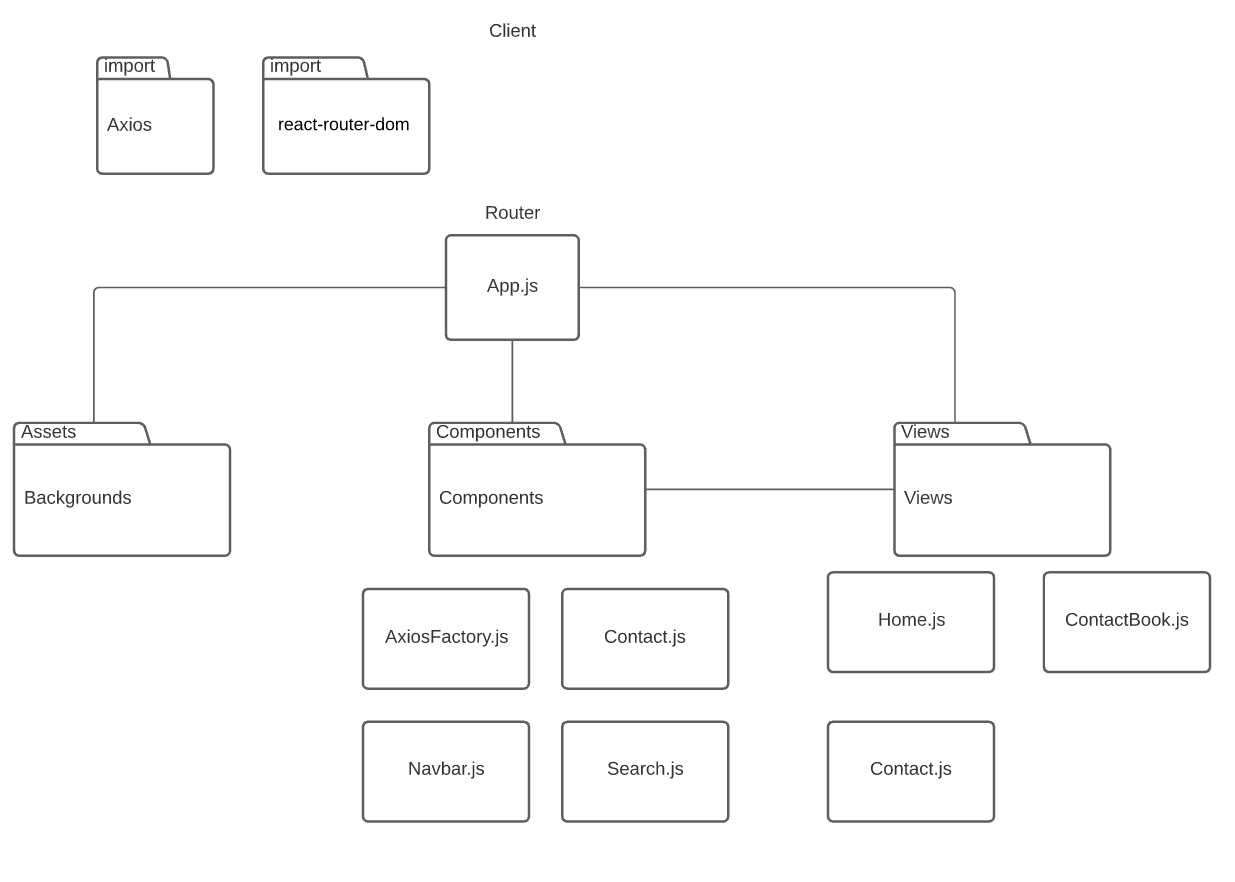 Client
import
import
Axios
react-router-dom
Router
App.js
Assets
Components
Views
Backgrounds
Components
Views
AxiosFactory.js
Contact.js
Home.js
ContactBook.js
Navbar.js
Search.js
Contact.js